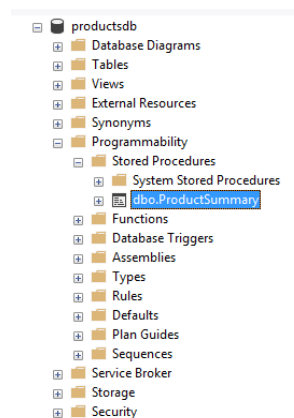 productsdb
Database Diagrams
Tables
Views
External Resources
Synonyms
Programmability
Stored Procedures
System Stored Procedures
dbo.ProductSummary
Functions
Database Triggers
Assemblies
Types
Rules
Defaults
Plan Guides
Sequences
Service Broker
Storage
Security